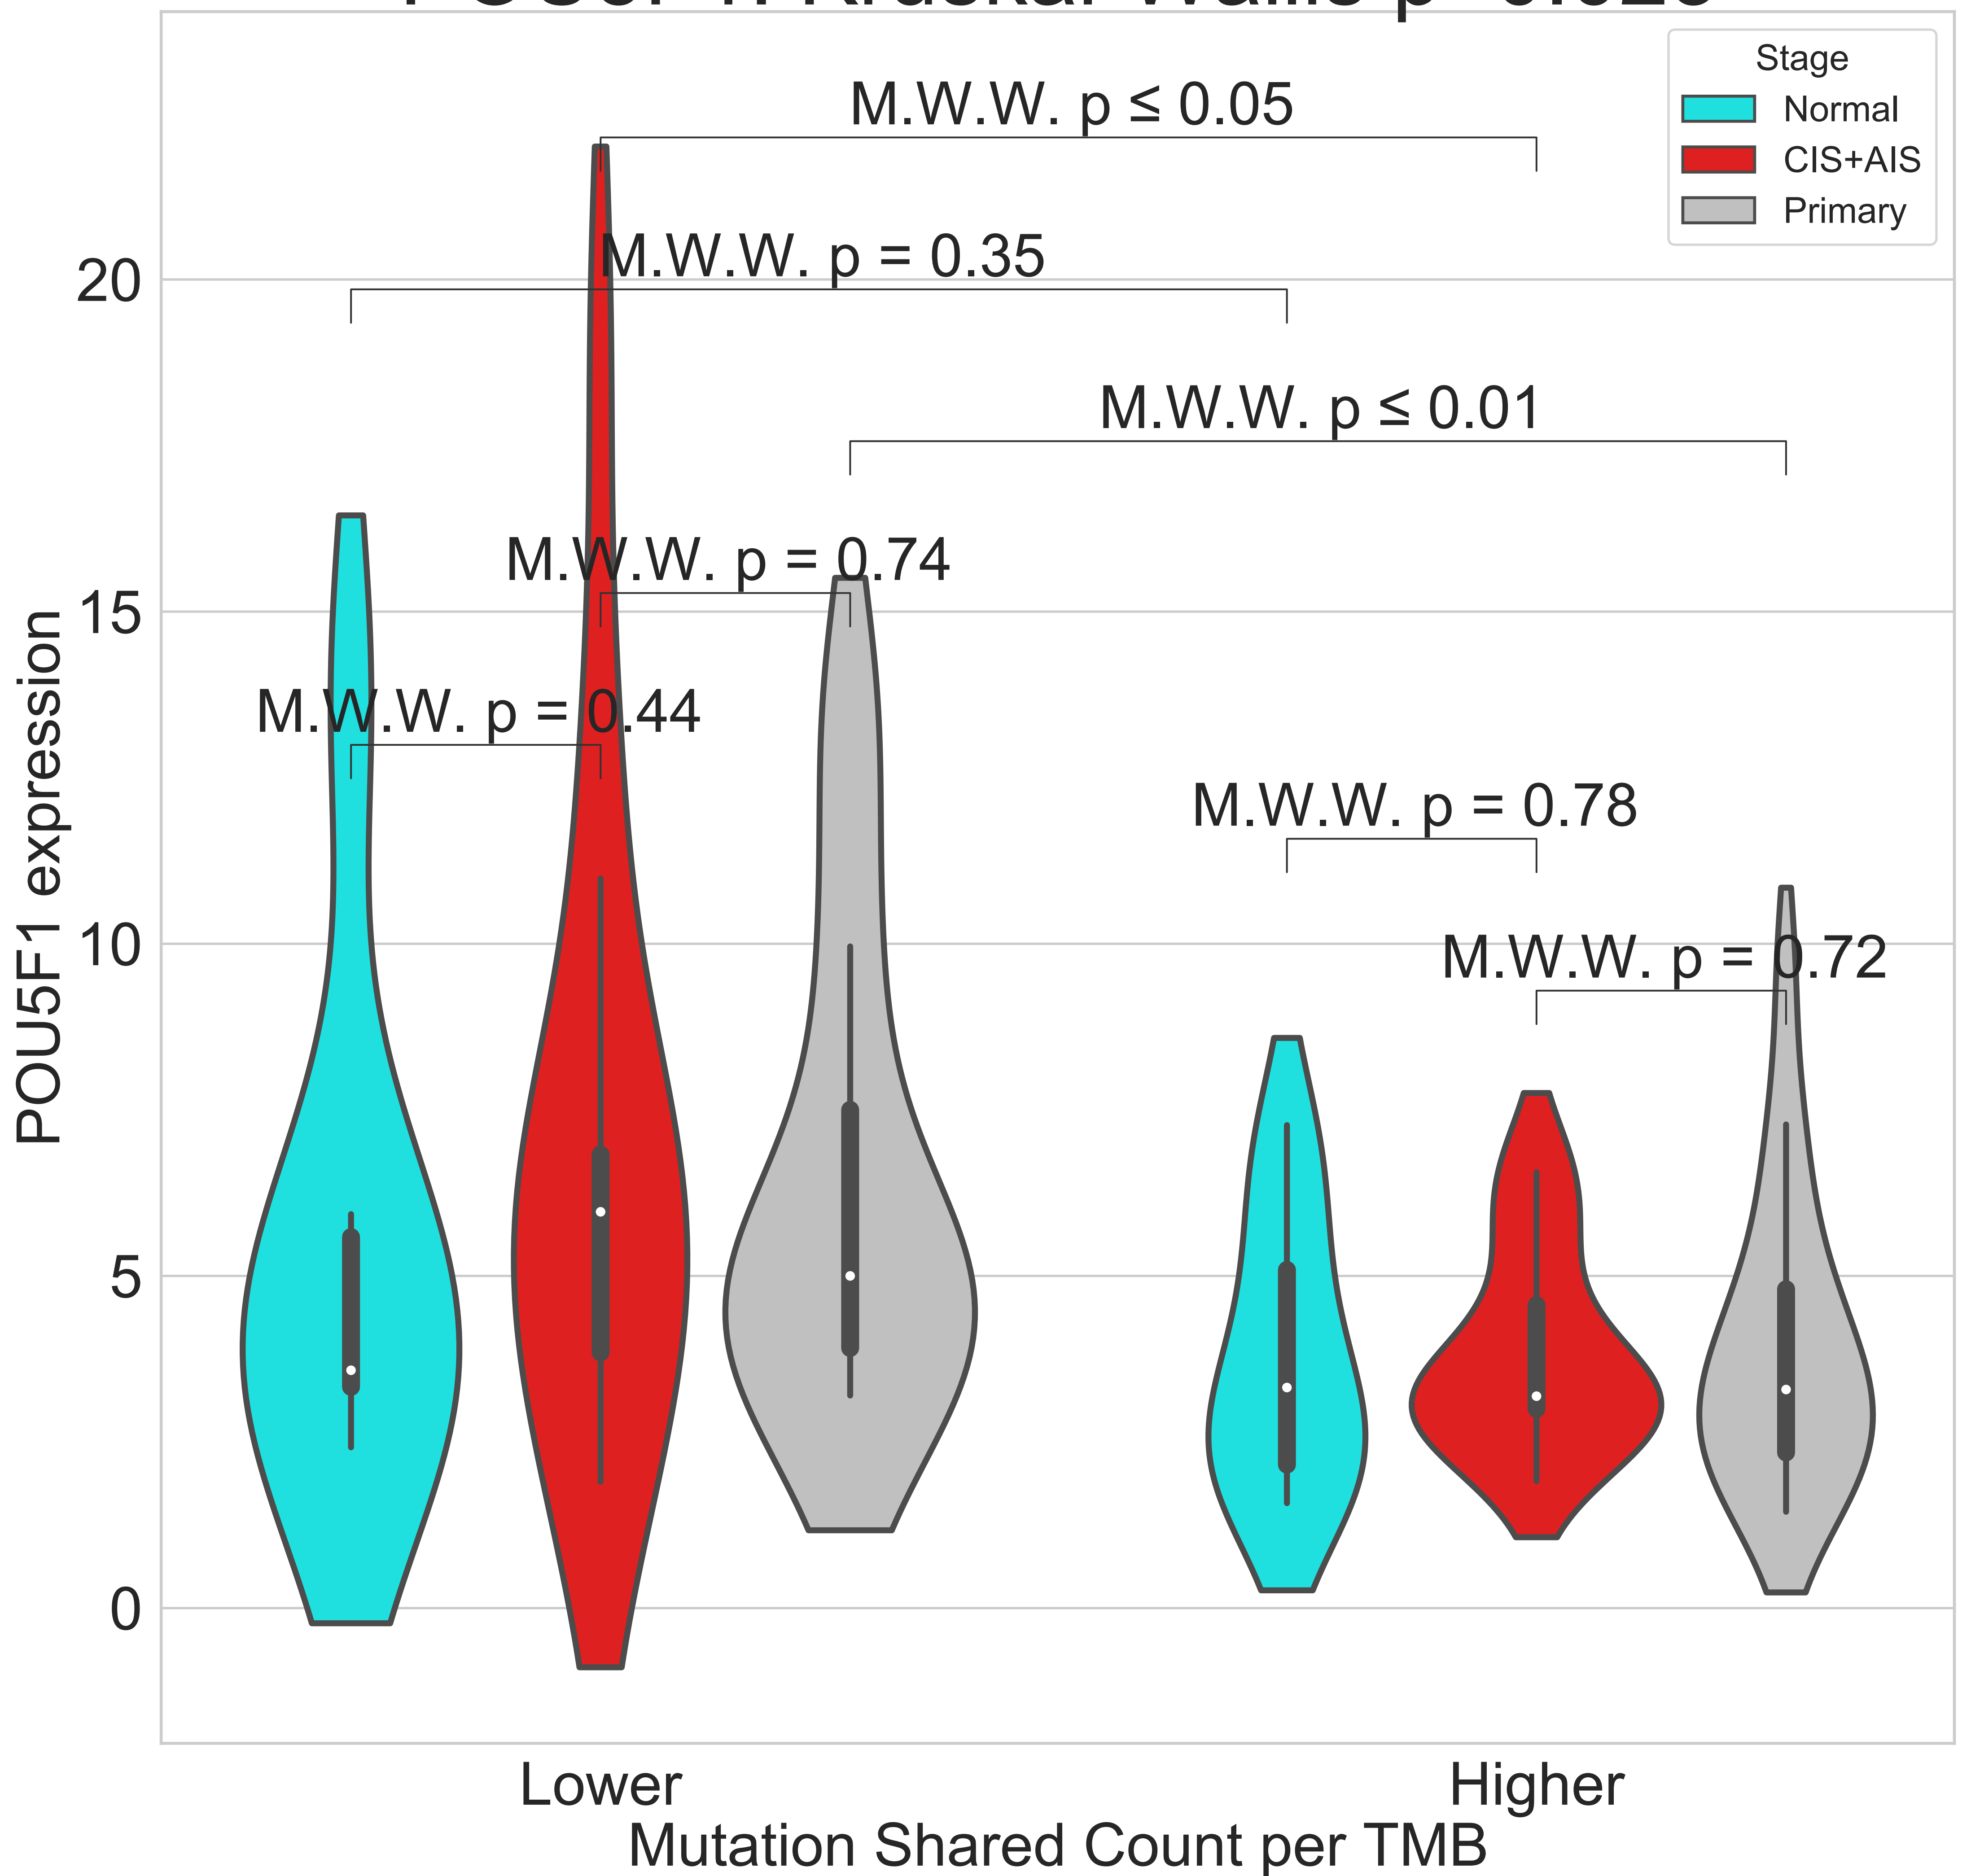 Stage
Normal
CIS+AIS
Primary
M.W.W. p ≤ 0.05
M.W.W. p = 0.35
M.W.W. p ≤ 0.01
M.W.W. p = 0.74
M.W.W. p = 0.44
M.W.W. p = 0.78
M.W.W. p = 0.72
POU5F1 expression
20
15
10
5
0
Lower Higher
Mutation Shared Count per TMB